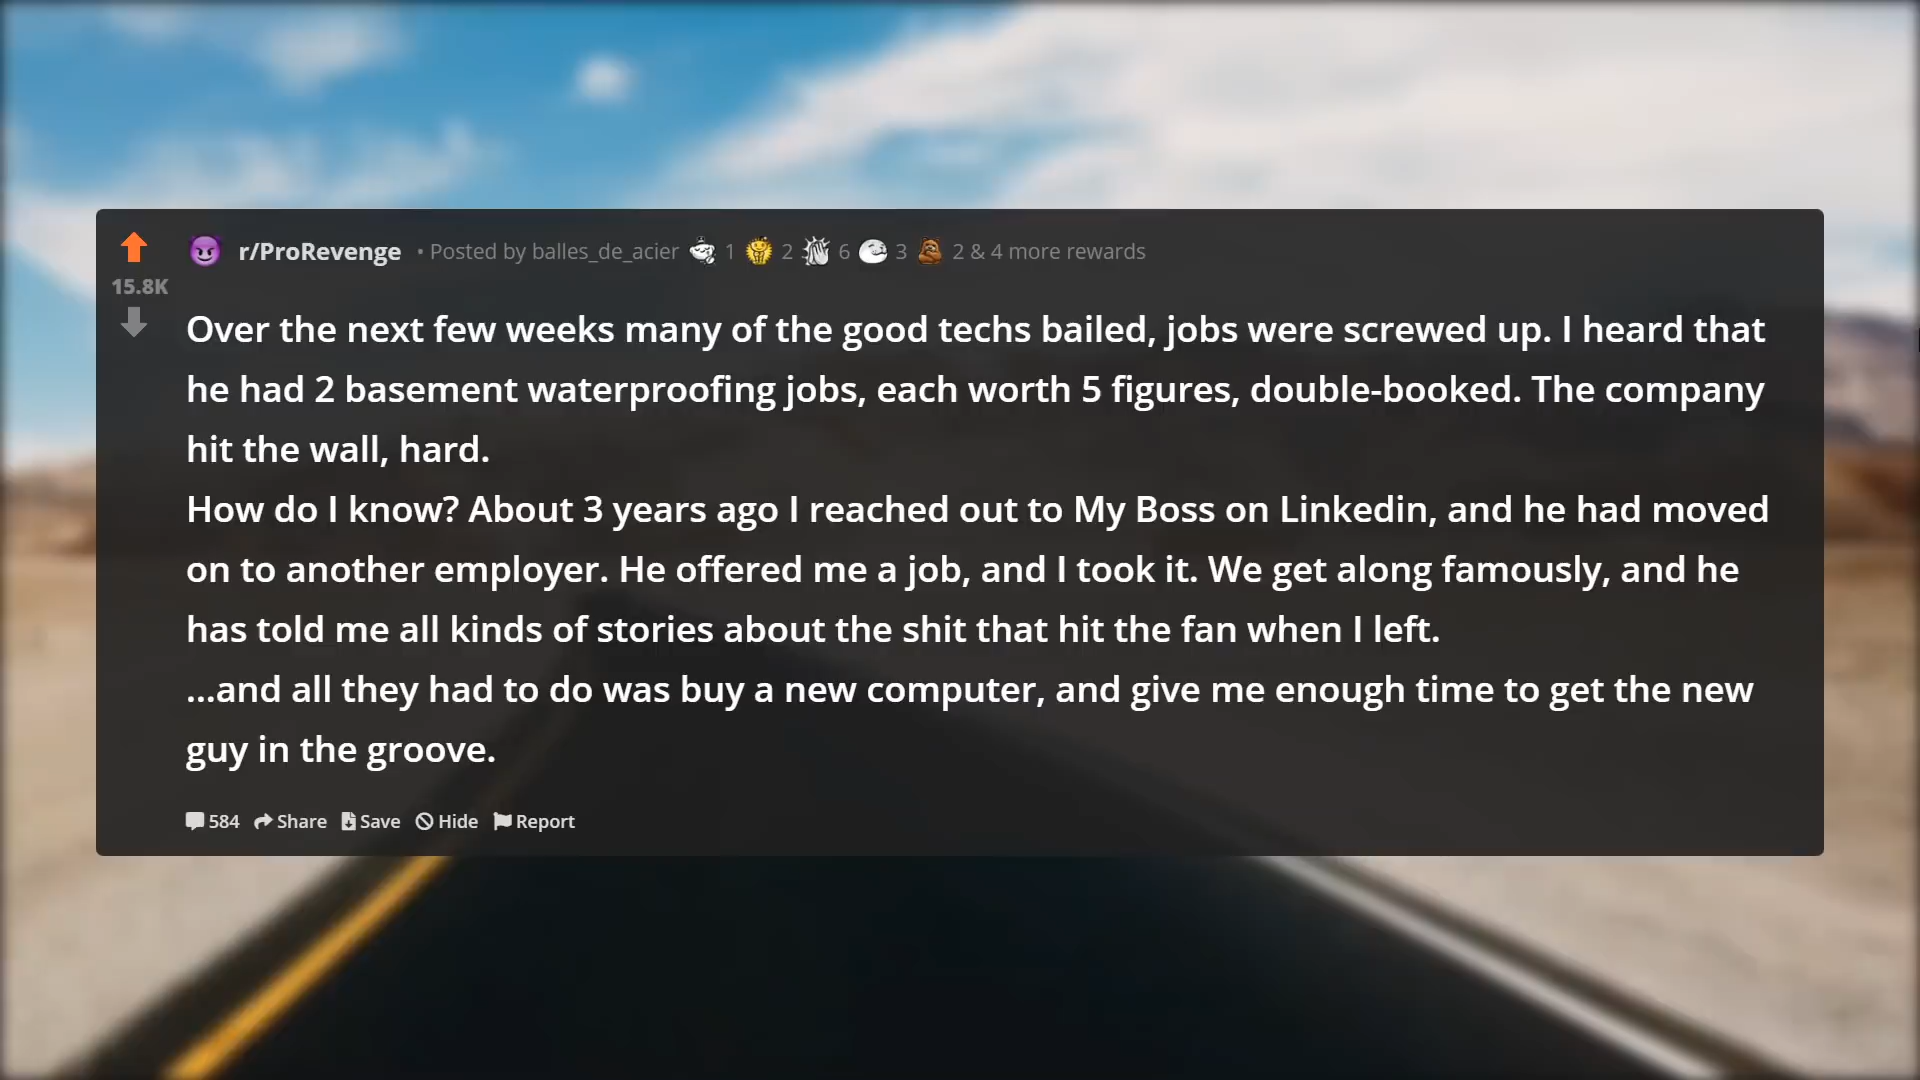 r/ProRevenge • Posted by balles_de_acier 1 2 6 3 2 & 4 more rewards
15.8K
Over the next few weeks many of the good techs bailed, jobs were screwed up. I heard that
he had 2 basement waterproofing jobs, each worth 5 figures, double-booked. The company
hit the wall, hard.
How do I know? About 3 years ago I reached out to My Boss on Linkedin, and he had moved
on to another employer. He offered me a job, and I took it. We get along famously, and he
has told me all kinds of stories about the shit that hit the fan when I left.
...and all they had to do was buy a new computer, and give me enough time to get the new
guy in the groove.
584 Share Save Hide Report